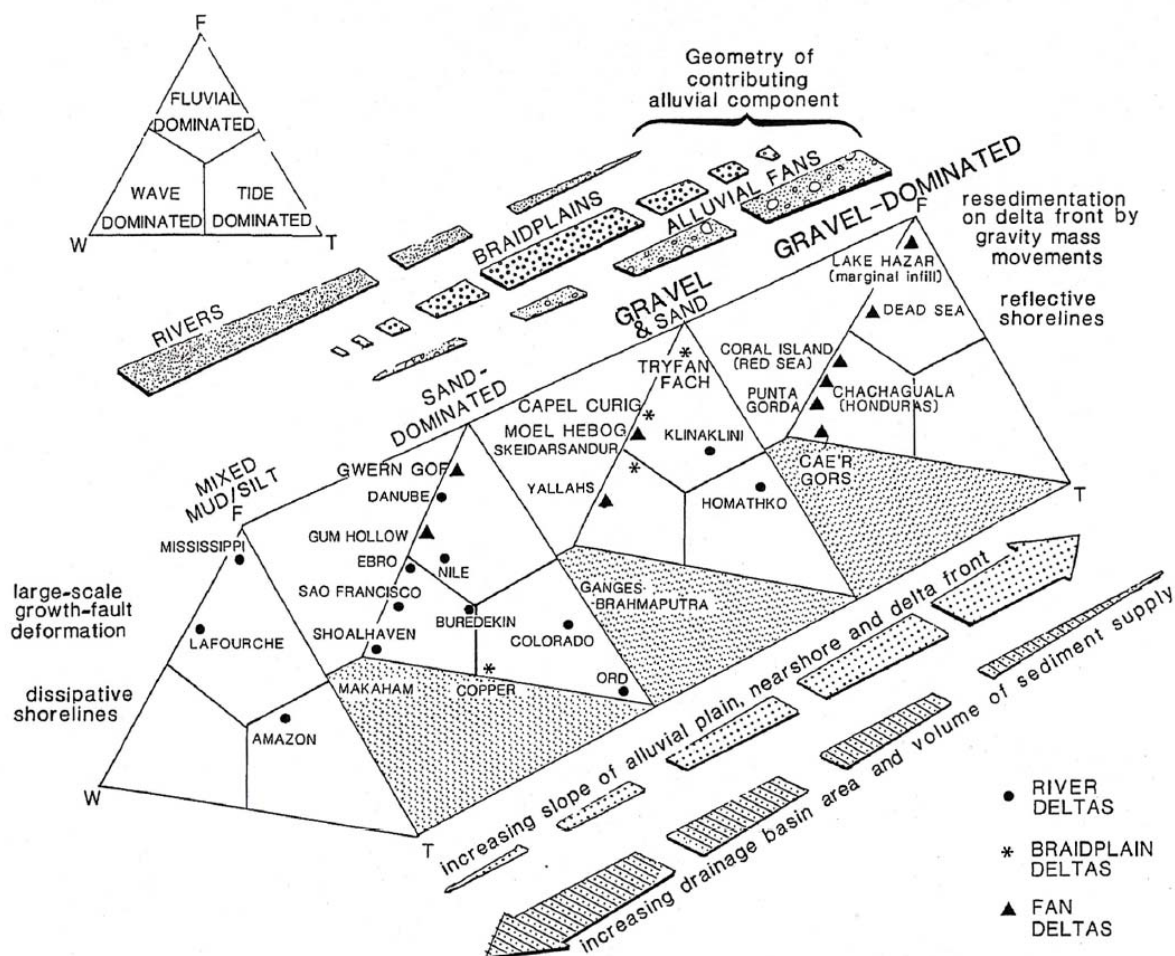 F
FLUVIAL
DOMINATED
WAVE
DOMINATED
TIDE
DOMINATED
W
T
Geometry of
contributing
alluvial component
RIVERS
BRAIDPLAINS
ALLUVIAL FANS
MIXED
MUD/SILT
SAND-
DOMINATED
GRAVEL
& SAND
GRAVEL-DOMINATED
resedimentation
on delta front by
gravity mass
movements
reflective
shorelines
F
LAKE HAZAR
(marginal infill)
DEAD SEA
CORAL ISLAND
(RED SEA)
PUNTA
GORDA
CHACHAGUALA
(HONDURAS)
CAE'R
GORS
T
TRYFAN
FACH
CAPEL CURIG
MOEL HEBOG
SKEIDARSANDUR
KLINAKLINI
YALLAHS
HOMATHKO
GWERN GOF
DANUBE
GUM HOLLOW
EBRO
NILE
SAO FRANCISCO
BUREDEKIN
SHOALHAVEN
COLORADO
GANGES-
BRAHMAPUTRA
MAKAHAM
COPPER
ORD
F
MISSISSIPPI
LAFOURCHE
AMAZON
W
T
large-scale
growth-fault
deformation
dissipative
shorelines
increasing slope of alluvial plain, nearshore and delta front
increasing drainage basin area and volume of sediment supply
RIVER
DELTAS
BRAIDPLAIN
DELTAS
FAN
DELTAS